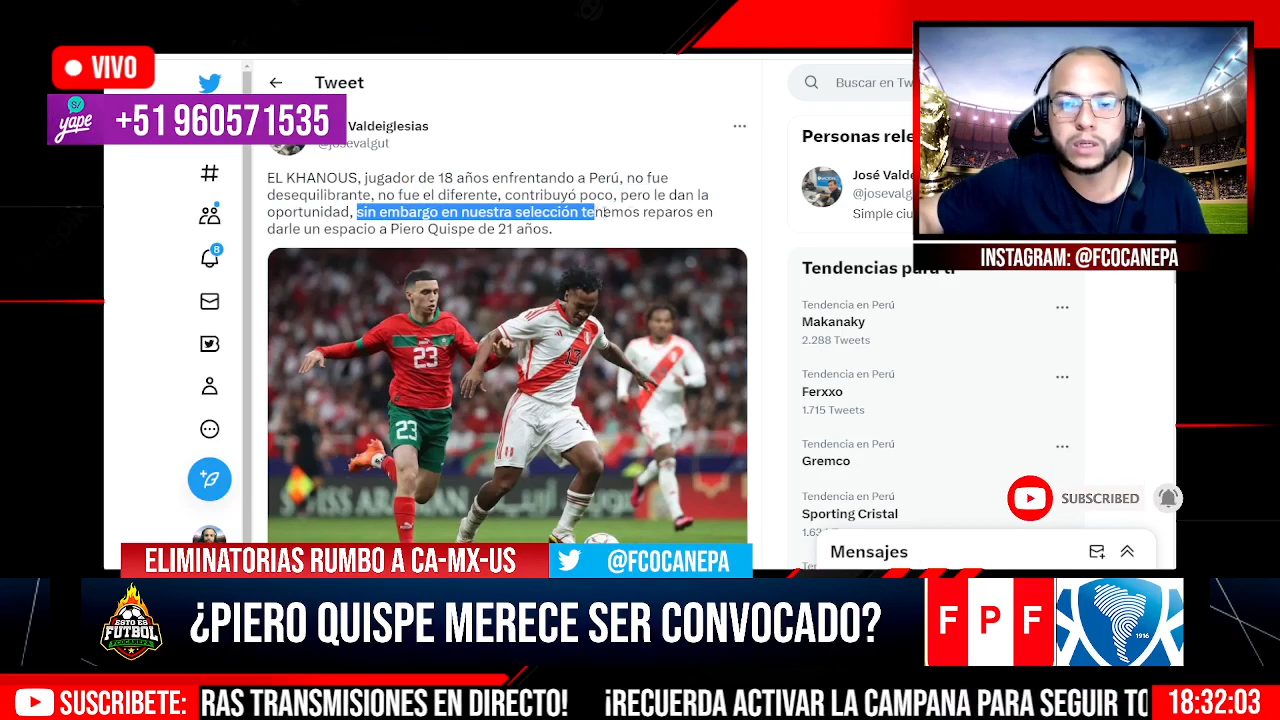 VIVO
S/
yape
+51 960571535
Tweet
Valdeiglesias
@josevalgut
EL KHANOUS, jugador de 18 años enfrentando a Perú, no fue
desequilibrante, no fue el diferente, contribuyó poco, pero le dan la
oportunidad, sin embargo en nuestra selección tenemos reparos en
darle un espacio a Piero Quispe de 21 años.
8
23
23
17
Buscar en Tw
Personas rele
José Valde
@josevalg
Simple ciu
INSTAGRAM: @FCOCANEPA
Tendencias para ti
Tendencia en Perú
Makanaky
2.288 Tweets
Tendencia en Perú
Ferxxo
1.715 Tweets
Tendencia en Perú
Gremco
Tendencia en Perú
Sporting Cristal
SUBSCRIBED
Mensajes
ELIMINATORIAS RUMBO A CA-MX-US
@FCOCANEPA
ESTO ES
FUTBOL
FCOCANEPA
¿PIERO QUISPE MERECE SER CONVOCADO?
FPF
1916
SUSCRIBETE:
RAS TRANSMISIONES EN DIRECTO!
¡RECUERDA ACTIVAR LA CAMPANA PARA SEGUIR TO
18:32:03